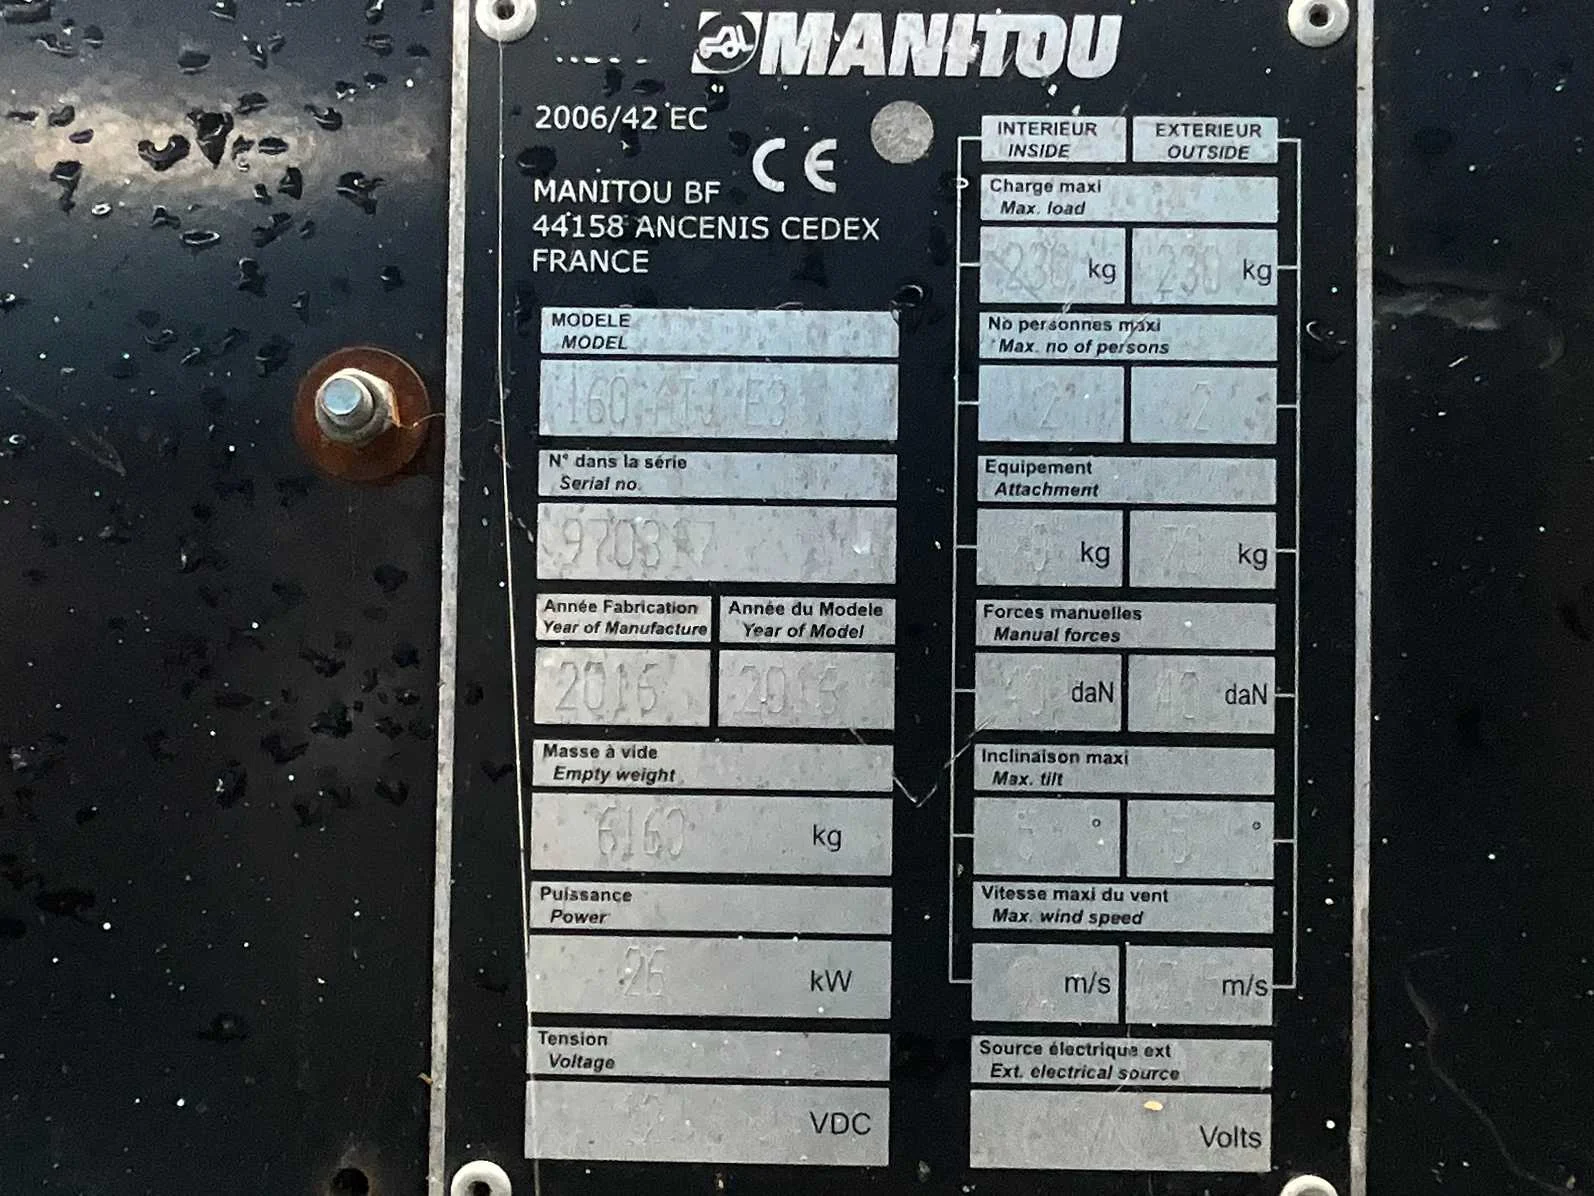 MANITOU
2006/42 EC
CE
MANITOU BF
44158 ANCENIS CEDEX
FRANCE
MODELE
MODEL
160 ATJ E3
N° dans la série
Serial no.
Année Fabrication
Year of Manufacture
2016
Année du Modele
Year of Model
2016
Masse à vide
Empty weight
6160 kg
Puissance
Power
26 kW
Tension
Voltage
VDC
INTERIEUR
INSIDE
EXTERIEUR
OUTSIDE
Charge maxi
Max. load
230 kg 230 kg
No personnes maxi
Max. no of persons
2 2
Equipement
Attachment
kg kg
Forces manuelles
Manual forces
40 daN 40 daN
Inclinaison maxi
Max. tilt
5 ° 5 °
Vitesse maxi du vent
Max. wind speed
m/s m/s
Source électrique ext
Ext. electrical source
Volts